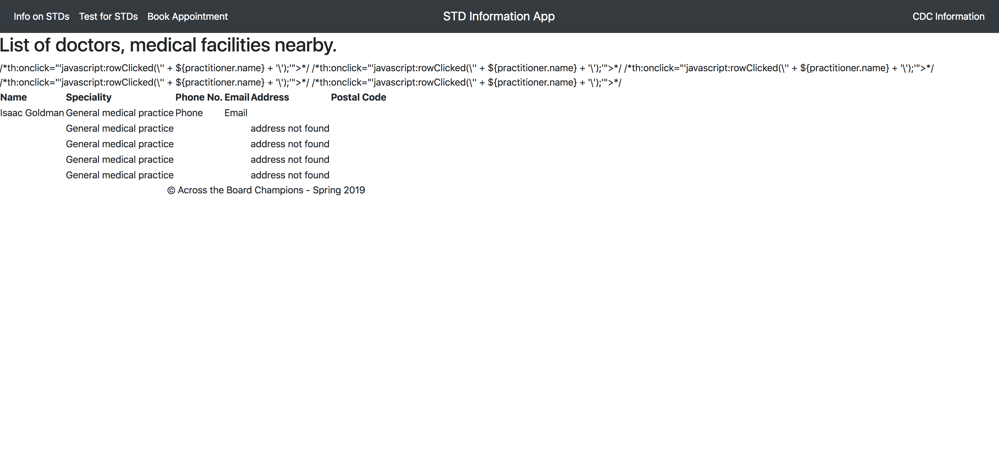 Info on STDs Test for STDs Book Appointment STD Information App CDC Information
List of doctors, medical facilities nearby.
/*th:onclick="'javascript:rowClicked(\'' + ${practitioner.name} + '\');'">*/ /*th:onclick="'javascript:rowClicked(\'' + ${practitioner.name} + '\');'">*/ /*th:onclick="'javascript:rowClicked(\'' + ${practitioner.name} + '\');'">*/
/*th:onclick="'javascript:rowClicked(\'' + ${practitioner.name} + '\');'">*/ /*th:onclick="'javascript:rowClicked(\'' + ${practitioner.name} + '\');'">*/
Name Speciality Phone No. Email Address Postal Code
Isaac Goldman General medical practice Phone Email
General medical practice address not found
General medical practice address not found
General medical practice address not found
General medical practice address not found
© Across the Board Champions - Spring 2019